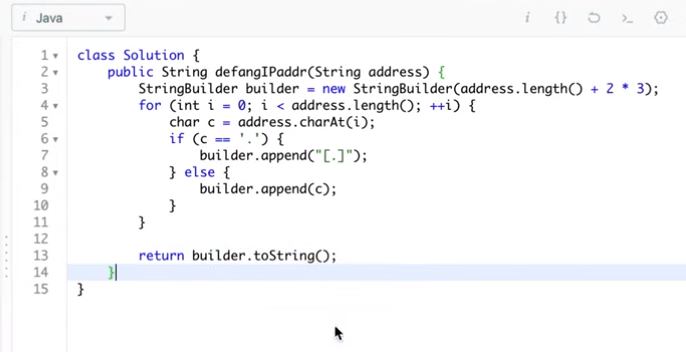 i Java
i {} >_
1 class Solution {
2 public String defangIPaddr(String address) {
3 StringBuilder builder = new StringBuilder(address.length() + 2 * 3);
4 for (int i = 0; i < address.length(); ++i) {
5 char c = address.charAt(i);
6 if (c == '.') {
7 builder.append("[.]");
8 } else {
9 builder.append(c);
10 }
11 }
12
13 return builder.toString();
14 }
15 }